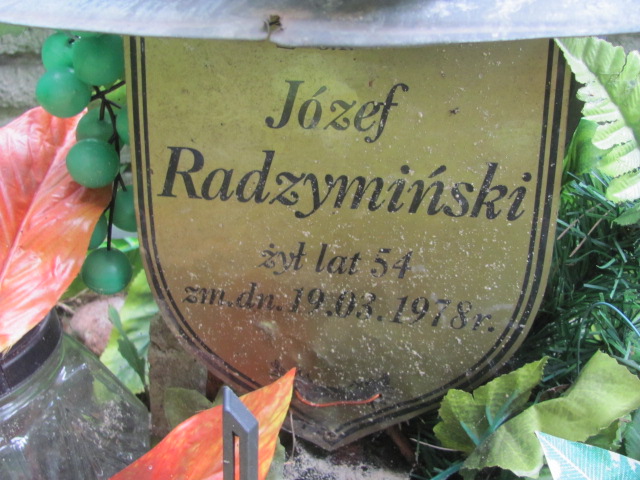 Józef
Radzymiński
żył lat 54
zm.dn.19.03.1978r.